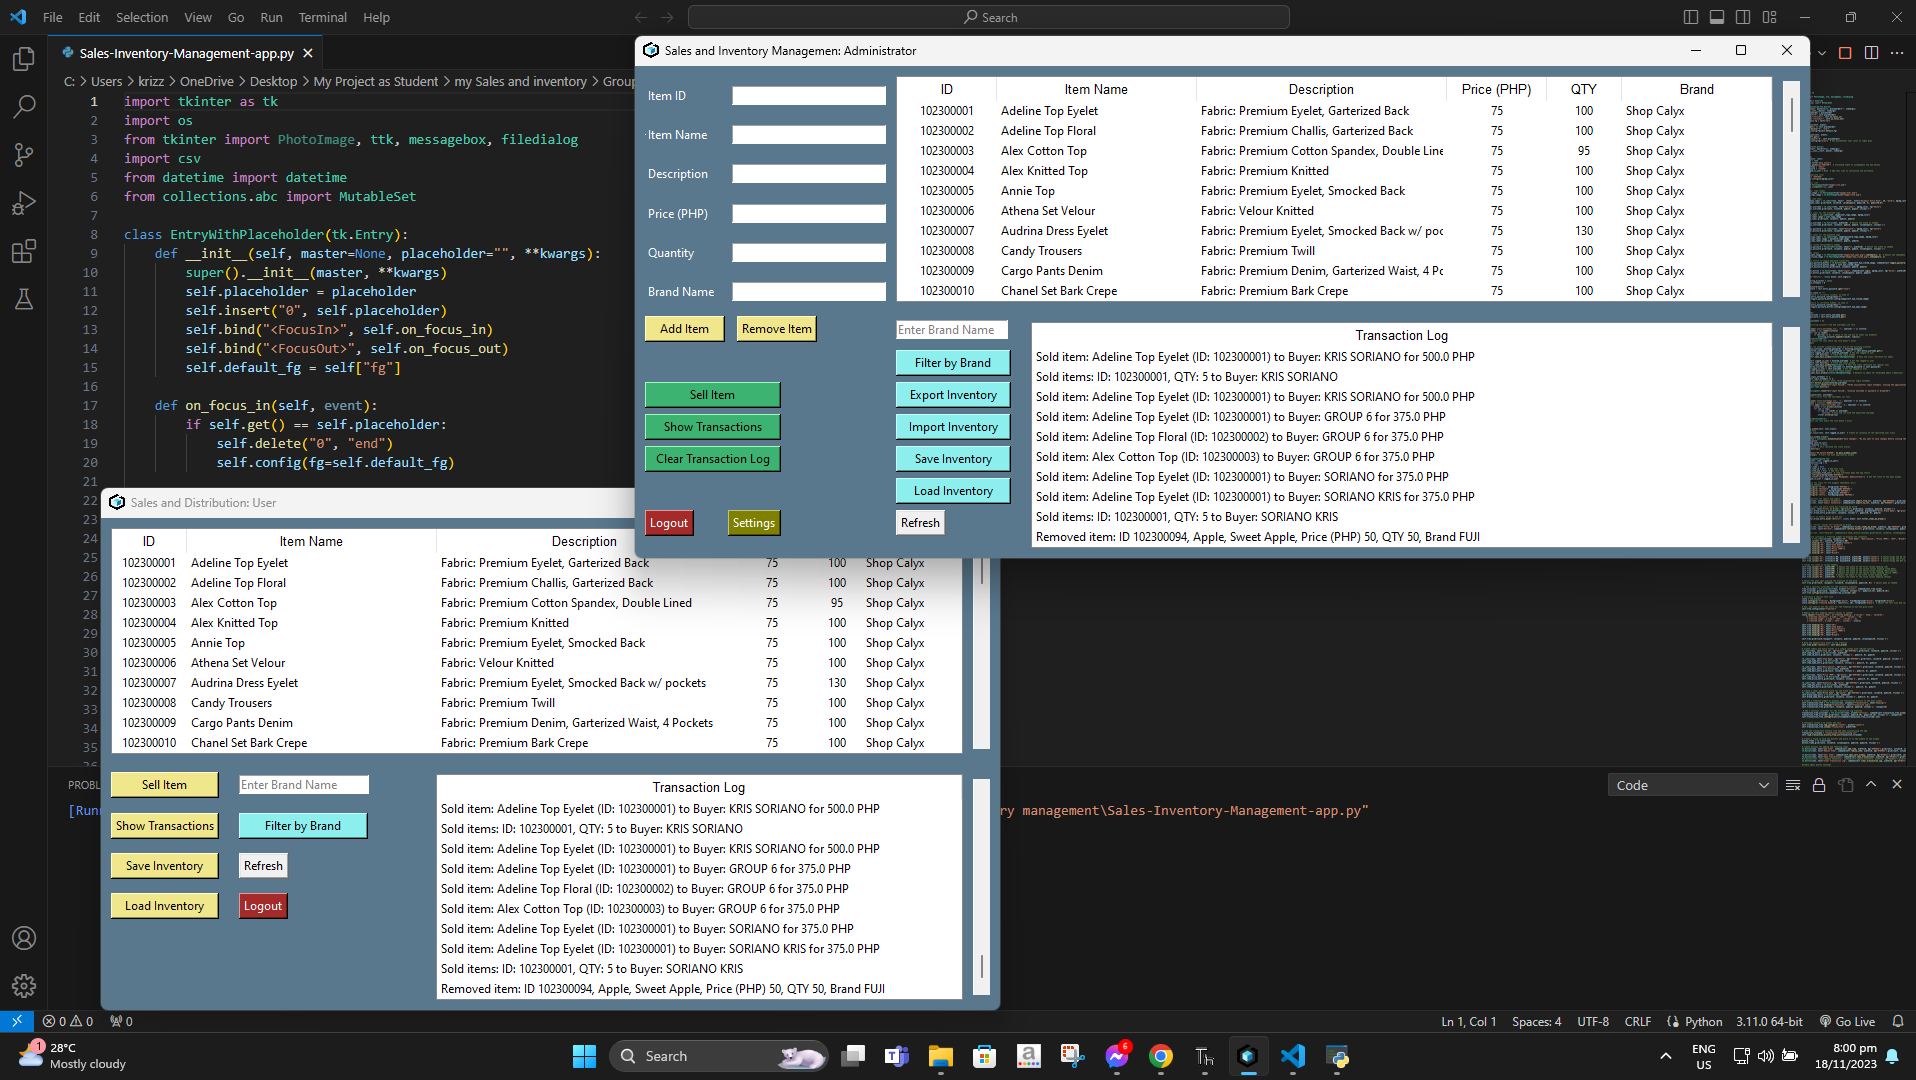 File Edit Selection View Go Run Terminal Help
Search
Sales-Inventory-Management-app.py
C: > Users > krizz > OneDrive > Desktop > My Project as Student > my Sales and inventory > Group
1 import tkinter as tk
2 import os
3 from tkinter import PhotoImage, ttk, messagebox, filedialog
4 import csv
5 from datetime import datetime
6 from collections.abc import MutableSet
7
8 class EntryWithPlaceholder(tk.Entry):
9 def __init__(self, master=None, placeholder="", **kwargs):
10 super().__init__(master, **kwargs)
11 self.placeholder = placeholder
12 self.insert("0", self.placeholder)
13 self.bind("<FocusIn>", self.on_focus_in)
14 self.bind("<FocusOut>", self.on_focus_out)
15 self.default_fg = self["fg"]
16
17 def on_focus_in(self, event):
18 if self.get() == self.placeholder:
19 self.delete("0", "end")
20 self.config(fg=self.default_fg)
21
22
23
24
25
26
27
28
29
30
31
32
33
34
35
Sales and Inventory Managemen: Administrator
Item ID
Item Name
Description
Price (PHP)
Quantity
Brand Name
Add Item Remove Item
Sell Item
Show Transactions
Clear Transaction Log
Logout Settings
ID Item Name Description Price (PHP) QTY Brand
102300001 Adeline Top Eyelet Fabric: Premium Eyelet, Garterized Back 75 100 Shop Calyx
102300002 Adeline Top Floral Fabric: Premium Challis, Garterized Back 75 100 Shop Calyx
102300003 Alex Cotton Top Fabric: Premium Cotton Spandex, Double Line 75 95 Shop Calyx
102300004 Alex Knitted Top Fabric: Premium Knitted 75 100 Shop Calyx
102300005 Annie Top Fabric: Premium Eyelet, Smocked Back 75 100 Shop Calyx
102300006 Athena Set Velour Fabric: Velour Knitted 75 100 Shop Calyx
102300007 Audrina Dress Eyelet Fabric: Premium Eyelet, Smocked Back w/ poc 75 130 Shop Calyx
102300008 Candy Trousers Fabric: Premium Twill 75 100 Shop Calyx
102300009 Cargo Pants Denim Fabric: Premium Denim, Garterized Waist, 4 Pc 75 100 Shop Calyx
102300010 Chanel Set Bark Crepe Fabric: Premium Bark Crepe 75 100 Shop Calyx
Enter Brand Name
Filter by Brand
Export Inventory
Import Inventory
Save Inventory
Load Inventory
Refresh
Transaction Log
Sold item: Adeline Top Eyelet (ID: 102300001) to Buyer: KRIS SORIANO for 500.0 PHP
Sold items: ID: 102300001, QTY: 5 to Buyer: KRIS SORIANO
Sold item: Adeline Top Eyelet (ID: 102300001) to Buyer: KRIS SORIANO for 500.0 PHP
Sold item: Adeline Top Eyelet (ID: 102300001) to Buyer: GROUP 6 for 375.0 PHP
Sold item: Adeline Top Floral (ID: 102300002) to Buyer: GROUP 6 for 375.0 PHP
Sold item: Alex Cotton Top (ID: 102300003) to Buyer: GROUP 6 for 375.0 PHP
Sold item: Adeline Top Eyelet (ID: 102300001) to Buyer: SORIANO for 375.0 PHP
Sold item: Adeline Top Eyelet (ID: 102300001) to Buyer: SORIANO KRIS for 375.0 PHP
Sold items: ID: 102300001, QTY: 5 to Buyer: SORIANO KRIS
Removed item: ID 102300094, Apple, Sweet Apple, Price (PHP) 50, QTY 50, Brand FUJI
Sales and Distribution: User
ID Item Name Description
102300001 Adeline Top Eyelet Fabric: Premium Eyelet, Garterized Back 75 100 Shop Calyx
102300002 Adeline Top Floral Fabric: Premium Challis, Garterized Back 75 100 Shop Calyx
102300003 Alex Cotton Top Fabric: Premium Cotton Spandex, Double Lined 75 95 Shop Calyx
102300004 Alex Knitted Top Fabric: Premium Knitted 75 100 Shop Calyx
102300005 Annie Top Fabric: Premium Eyelet, Smocked Back 75 100 Shop Calyx
102300006 Athena Set Velour Fabric: Velour Knitted 75 100 Shop Calyx
102300007 Audrina Dress Eyelet Fabric: Premium Eyelet, Smocked Back w/ pockets 75 130 Shop Calyx
102300008 Candy Trousers Fabric: Premium Twill 75 100 Shop Calyx
102300009 Cargo Pants Denim Fabric: Premium Denim, Garterized Waist, 4 Pockets 75 100 Shop Calyx
102300010 Chanel Set Bark Crepe Fabric: Premium Bark Crepe 75 100 Shop Calyx
Sell Item Enter Brand Name
Show Transactions Filter by Brand
Save Inventory Refresh
Load Inventory Logout
Transaction Log
Sold item: Adeline Top Eyelet (ID: 102300001) to Buyer: KRIS SORIANO for 500.0 PHP
Sold items: ID: 102300001, QTY: 5 to Buyer: KRIS SORIANO
Sold item: Adeline Top Eyelet (ID: 102300001) to Buyer: KRIS SORIANO for 500.0 PHP
Sold item: Adeline Top Eyelet (ID: 102300001) to Buyer: GROUP 6 for 375.0 PHP
Sold item: Adeline Top Floral (ID: 102300002) to Buyer: GROUP 6 for 375.0 PHP
Sold item: Alex Cotton Top (ID: 102300003) to Buyer: GROUP 6 for 375.0 PHP
Sold item: Adeline Top Eyelet (ID: 102300001) to Buyer: SORIANO for 375.0 PHP
Sold item: Adeline Top Eyelet (ID: 102300001) to Buyer: SORIANO KRIS for 375.0 PHP
Sold items: ID: 102300001, QTY: 5 to Buyer: SORIANO KRIS
Removed item: ID 102300094, Apple, Sweet Apple, Price (PHP) 50, QTY 50, Brand FUJI
PROBL
Code
[Runn
ry management\Sales-Inventory-Management-app.py"
0 0 0
Ln 1, Col 1 Spaces: 4 UTF-8 CRLF Python 3.11.0 64-bit Go Live
1 28°C
Mostly cloudy
Search
6
ENG
US
8:00 pm
18/11/2023